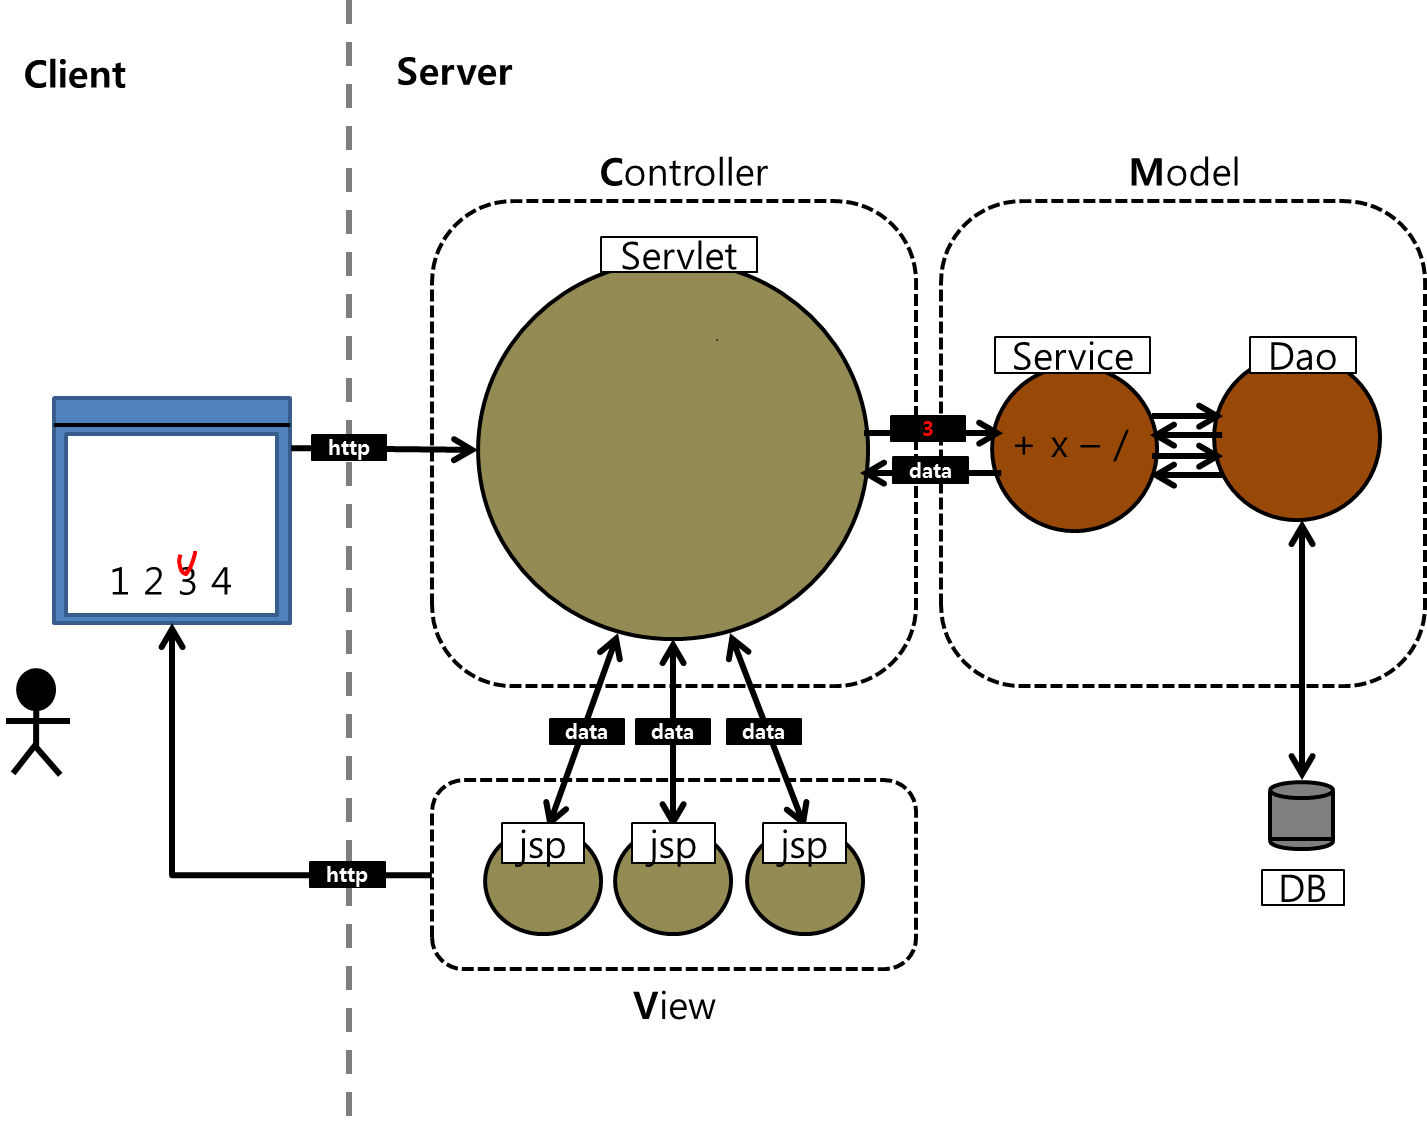 Client
Server
Controller
Model
Servlet
Service
Dao
http
3
data
+ x – /
1 2 3 4
data
data
data
jsp
jsp
jsp
http
DB
View